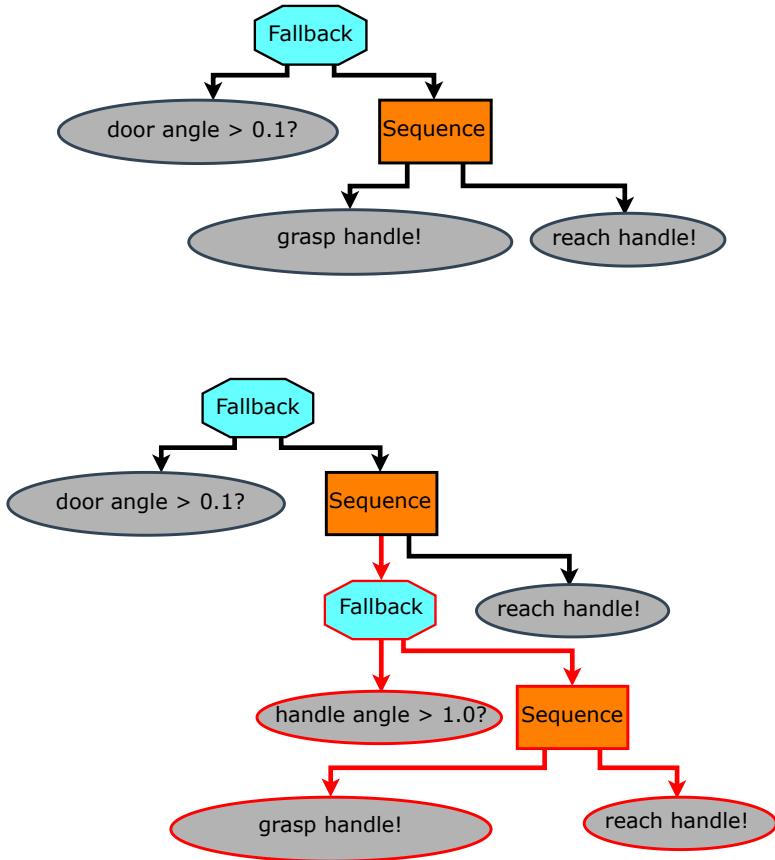 Fallback
door angle > 0.1?
Sequence
grasp handle!
reach handle!
Fallback
door angle > 0.1?
Sequence
Fallback
reach handle!
handle angle > 1.0?
Sequence
grasp handle!
reach handle!